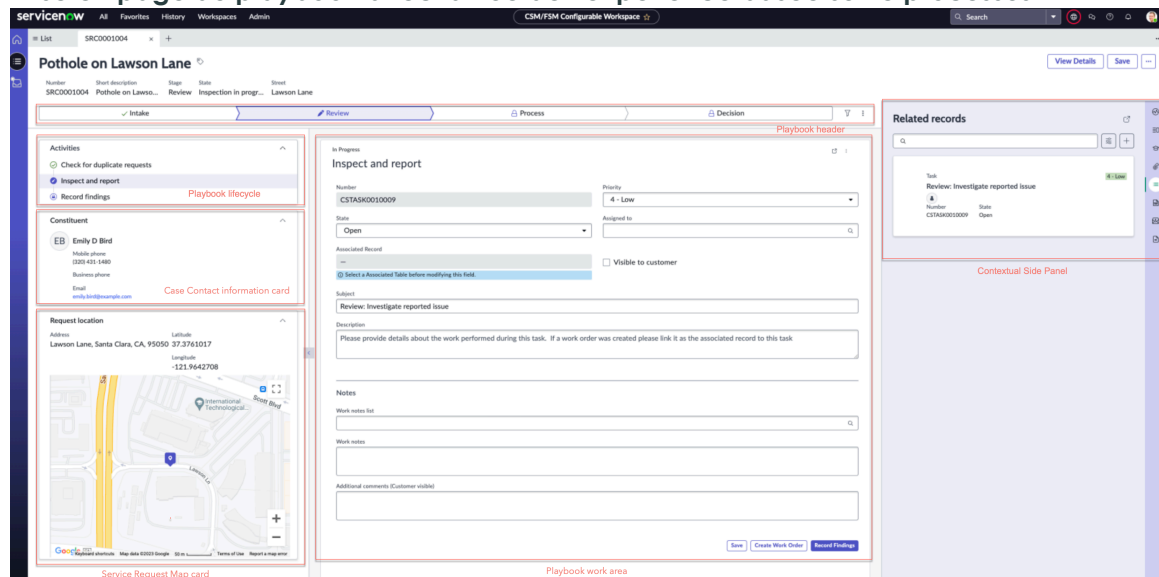 servicenow All Favorites History Workspaces Admin CSM/FSM Configurable Workspace ☆ Search
List SRC0001004 × +
Pothole on Lawson Lane View Details Save ...
Number Short description Stage State Street
SRC0001004 Pothole on Lawso... Review Inspection in progr... Lawson Lane
Intake Review Process Decision
Playbook header
Activities
Check for duplicate requests
Inspect and report
Record findings
Playbook lifecycle
Constituent
EB Emily D Bird
Mobile phone
(320) 431-1480
Business phone
Email
emily.bird@example.com
Case Contact information card
Request location
Address Latitude
Lawson Lane, Santa Clara, CA, 95050 37.3761017
Longitude
-121.9642708
International
Technological...
Scott Blvd
Lawson Ln
+
−
Google Keyboard shortcuts Map data ©2023 Google 50 m Terms of Use Report a map error
Service Request Map card
In Progress
Inspect and report
Number Priority
CSTASK0010009 4 - Low
State Assigned to
Open
Associated Record
--
Visible to customer
Select a Associated Table before modifying this field.
Subject
Review: Investigate reported issue
Description
Please provide details about the work performed during this task. If a work order was created please link it as the associated record to this task
Notes
Work notes list
Work notes
Additional comments (Customer visible)
Save Create Work Order Record Findings
Playbook work area
Related records
Task 4 - Low
Review: Investigate reported issue
Number State
CSTASK0010009 Open
Contextual Side Panel